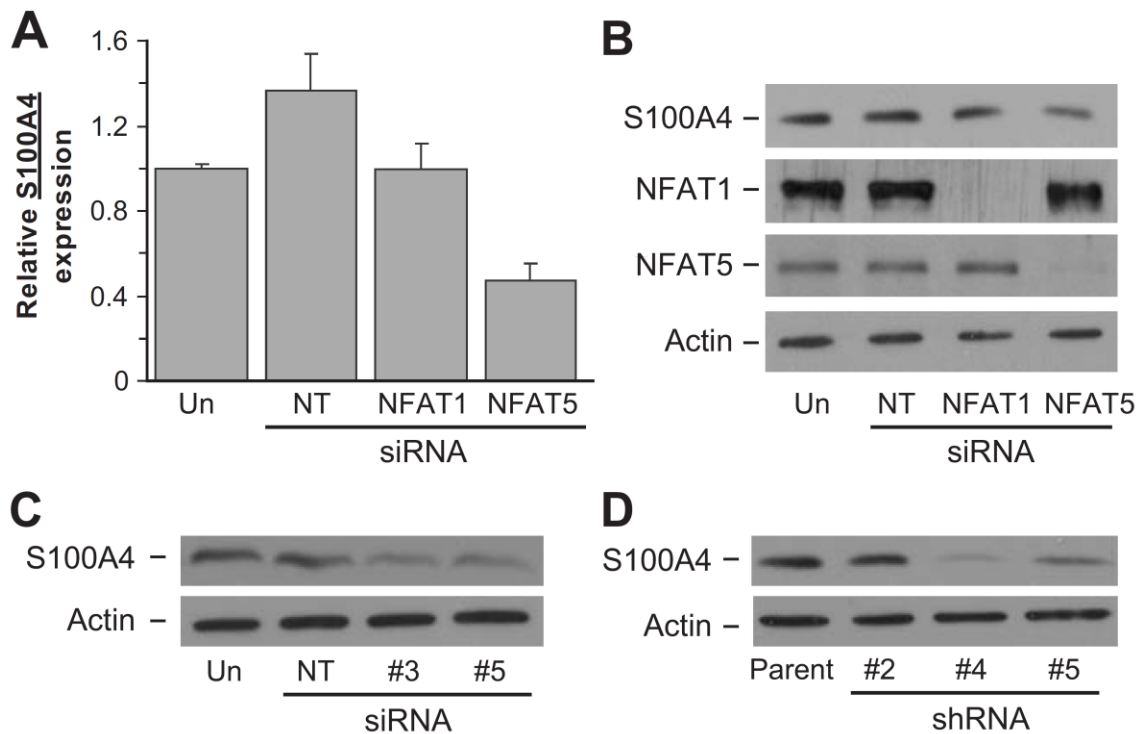 A
Relative S100A4
expression
1.6
1.2
0.8
0.4
0
Un NT NFAT1 NFAT5
siRNA
B
S100A4
NFAT1
NFAT5
Actin
Un NT NFAT1 NFAT5
siRNA
C
S100A4
Actin
Un NT #3 #5
siRNA
D
S100A4
Actin
Parent #2 #4 #5
shRNA